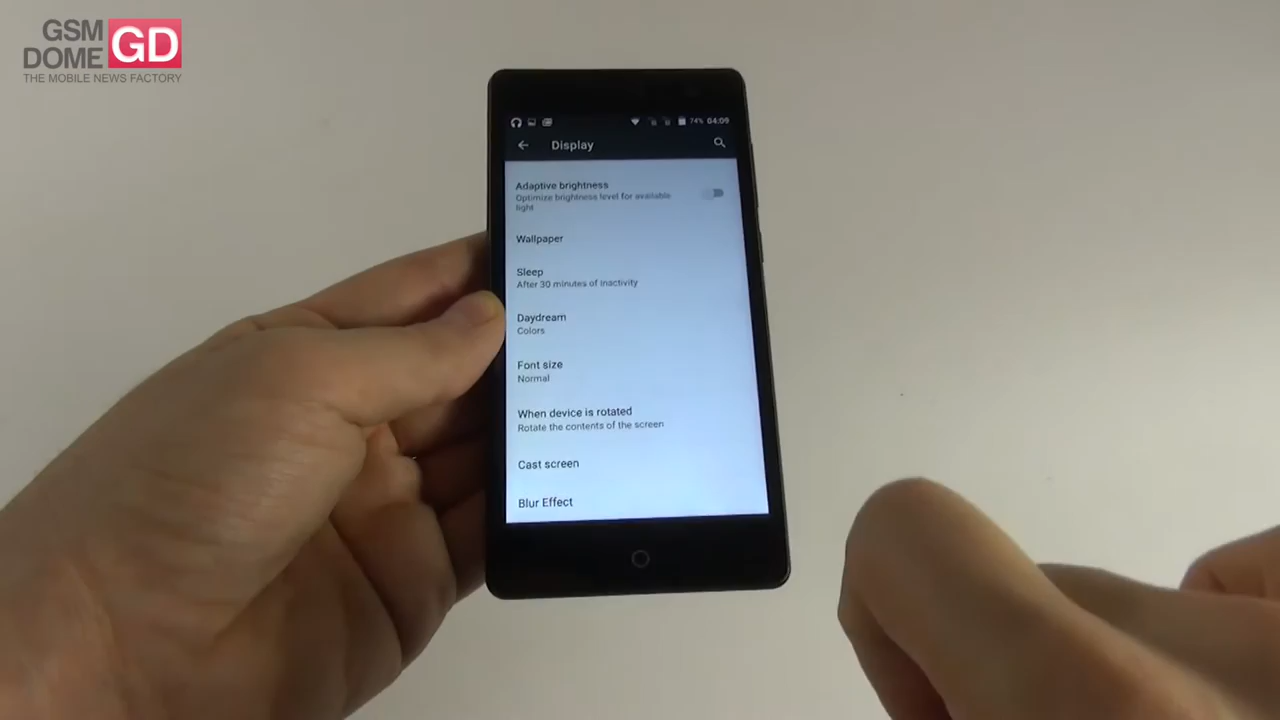 GSM
DOME GD
THE MOBILE NEWS FACTORY
74% 04:09
Display
Adaptive brightness
Optimize brightness level for available
light
Wallpaper
Sleep
After 30 minutes of inactivity
Daydream
Colors
Font size
Normal
When device is rotated
Rotate the contents of the screen
Cast screen
Blur Effect